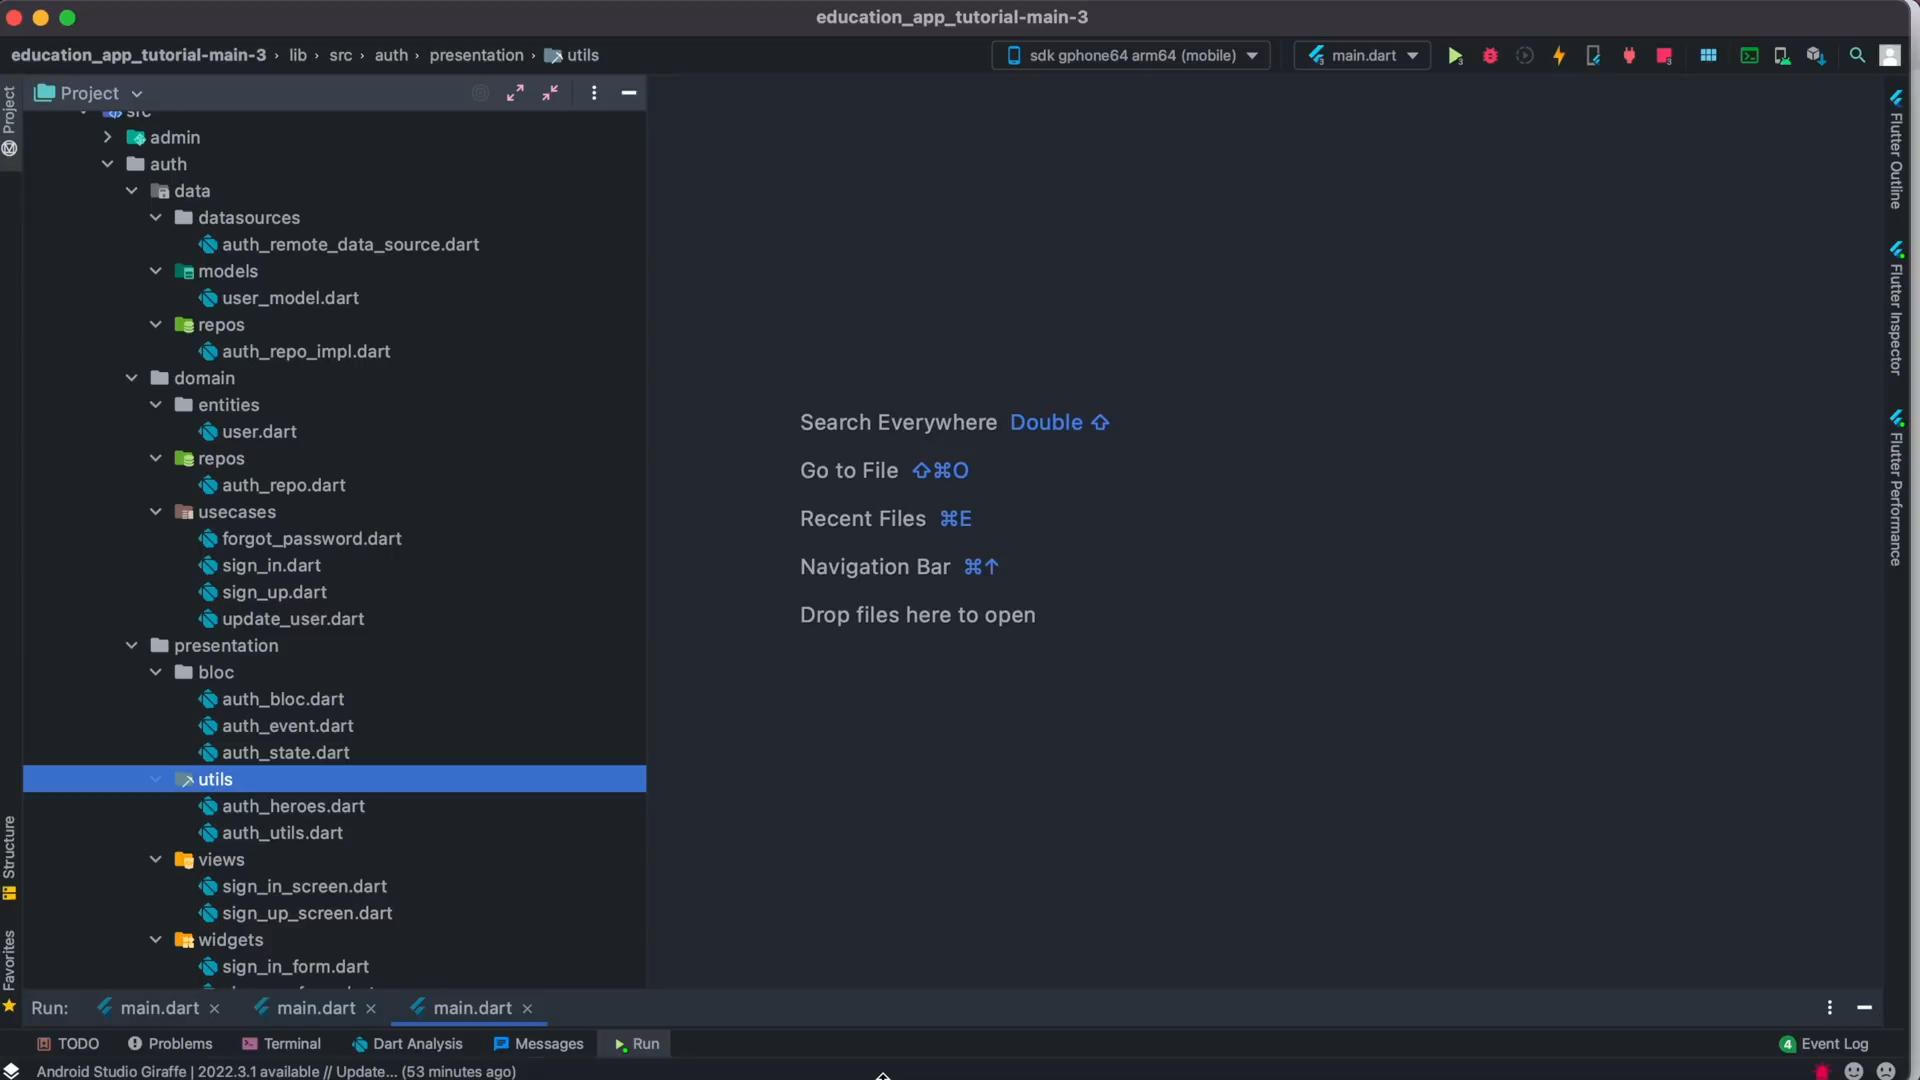 education_app_tutorial-main-3
education_app_tutorial-main-3 › lib › src › auth › presentation › utils
sdk gphone64 arm64 (mobile)
main.dart
Project
Project
src
admin
auth
data
datasources
auth_remote_data_source.dart
models
user_model.dart
repos
auth_repo_impl.dart
domain
entities
user.dart
repos
auth_repo.dart
usecases
forgot_password.dart
sign_in.dart
sign_up.dart
update_user.dart
presentation
bloc
auth_bloc.dart
auth_event.dart
auth_state.dart
utils
auth_heroes.dart
auth_utils.dart
views
sign_in_screen.dart
sign_up_screen.dart
widgets
sign_in_form.dart
Structure
Favorites
Search Everywhere Double ⇧
Go to File ⇧⌘O
Recent Files ⌘E
Navigation Bar ⌘↑
Drop files here to open
Flutter Outline
Flutter Inspector
Flutter Performance
Run: main.dart × main.dart × main.dart ×
TODO Problems Terminal Dart Analysis Messages Run 4 Event Log
Android Studio Giraffe | 2022.3.1 available // Update... (53 minutes ago)